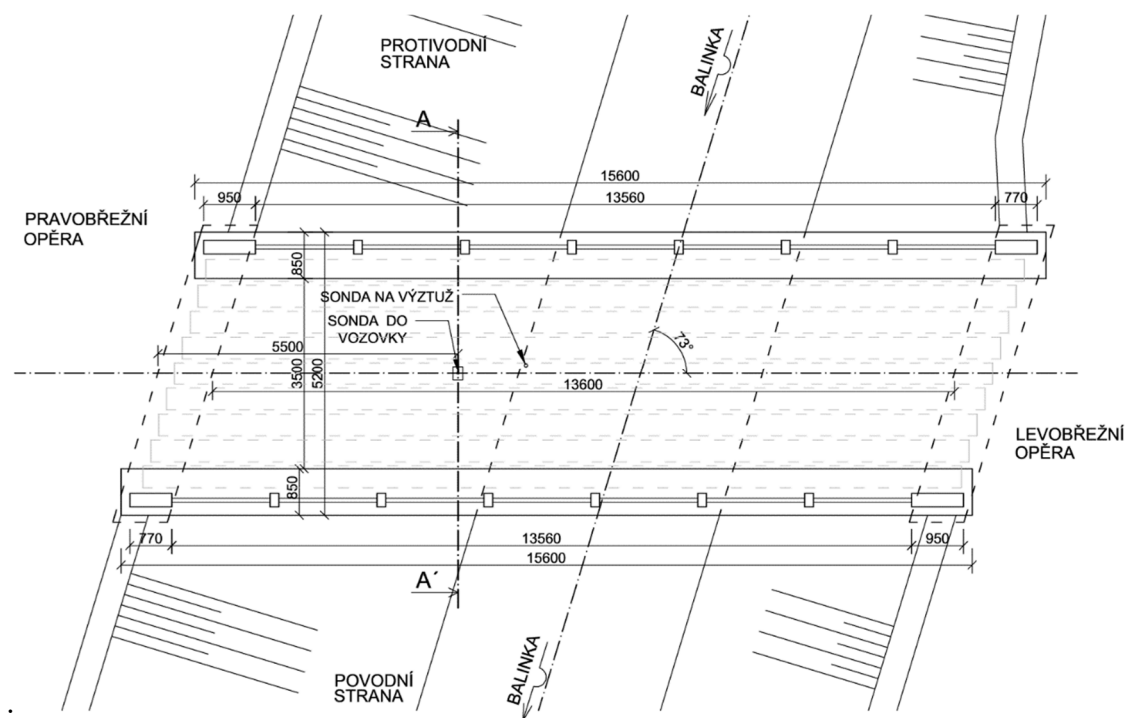 PROTIVODNÍ
STRANA
BALINKA
A
15600
950
13560
770
PRAVOBŘEŽNÍ
OPĚRA
850
SONDA NA VÝZTUŽ
SONDA DO
VOZOVKY
73°
5500
3500
5200
13600
LEVOBŘEŽNÍ
OPĚRA
850
770
13560
950
15600
A´
BALINKA
POVODNÍ
STRANA